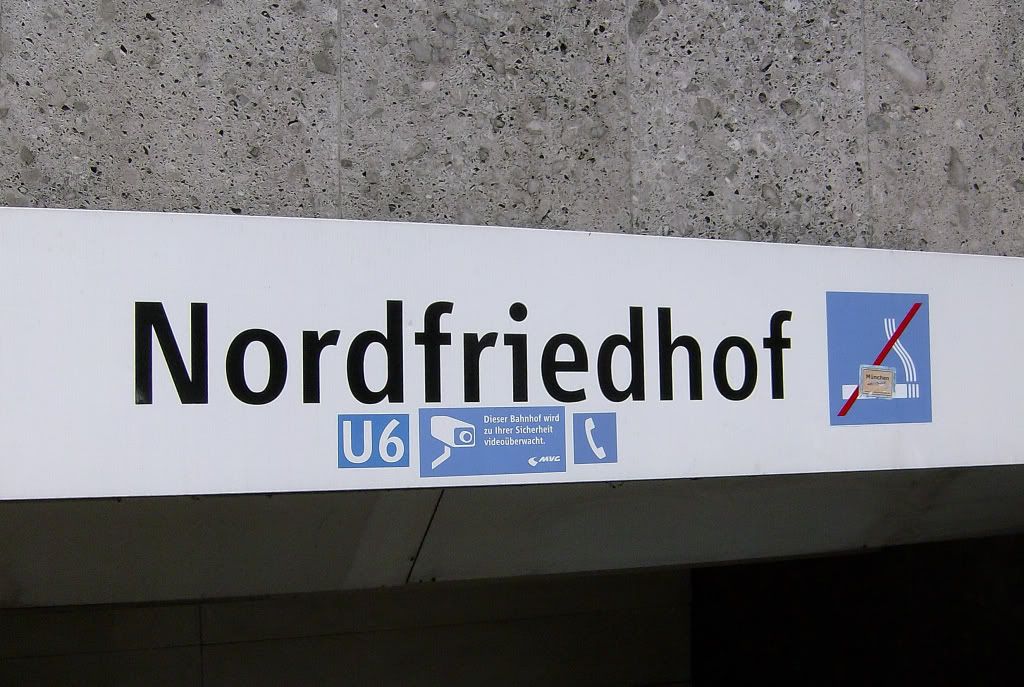 Nordfriedhof
München
U6
Dieser Bahnhof wird
zu Ihrer Sicherheit
videoüberwacht.
MVG